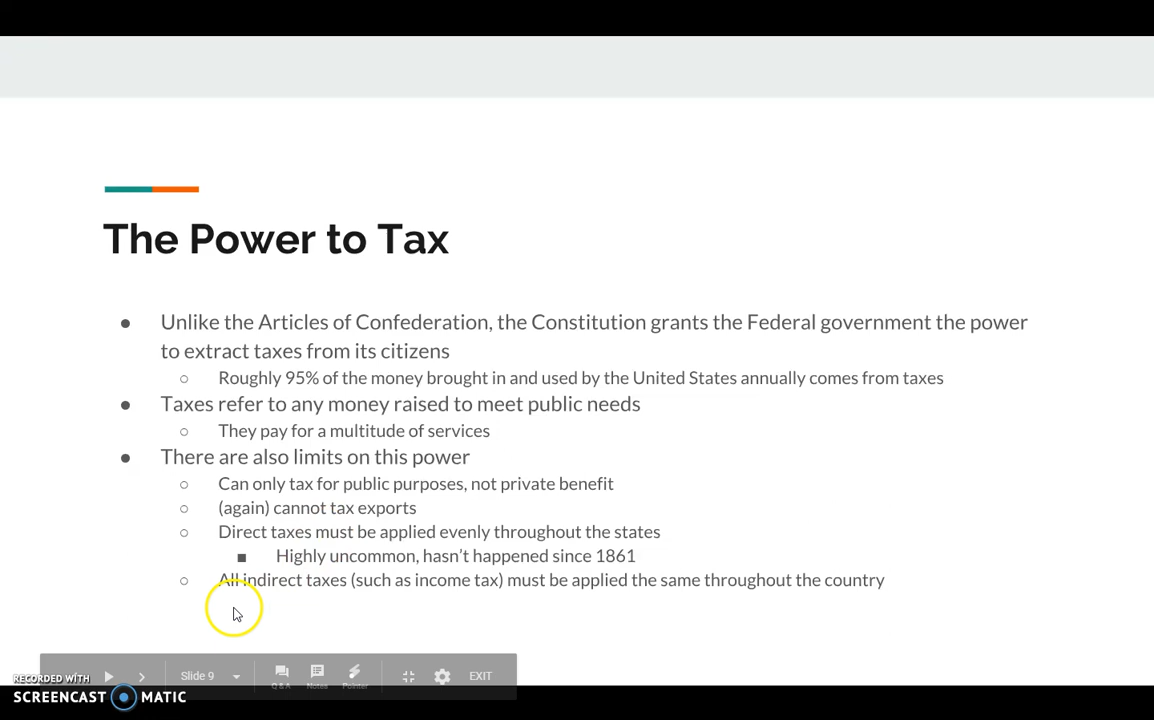 The Power to Tax
● Unlike the Articles of Confederation, the Constitution grants the Federal government the power
to extract taxes from its citizens
○ Roughly 95% of the money brought in and used by the United States annually comes from taxes
● Taxes refer to any money raised to meet public needs
○ They pay for a multitude of services
● There are also limits on this power
○ Can only tax for public purposes, not private benefit
○ (again) cannot tax exports
○ Direct taxes must be applied evenly throughout the states
■ Highly uncommon, hasn't happened since 1861
○ All indirect taxes (such as income tax) must be applied the same throughout the country
Slide 9
Q & A Notes Pointer
EXIT
RECORDED WITH
SCREENCAST MATIC